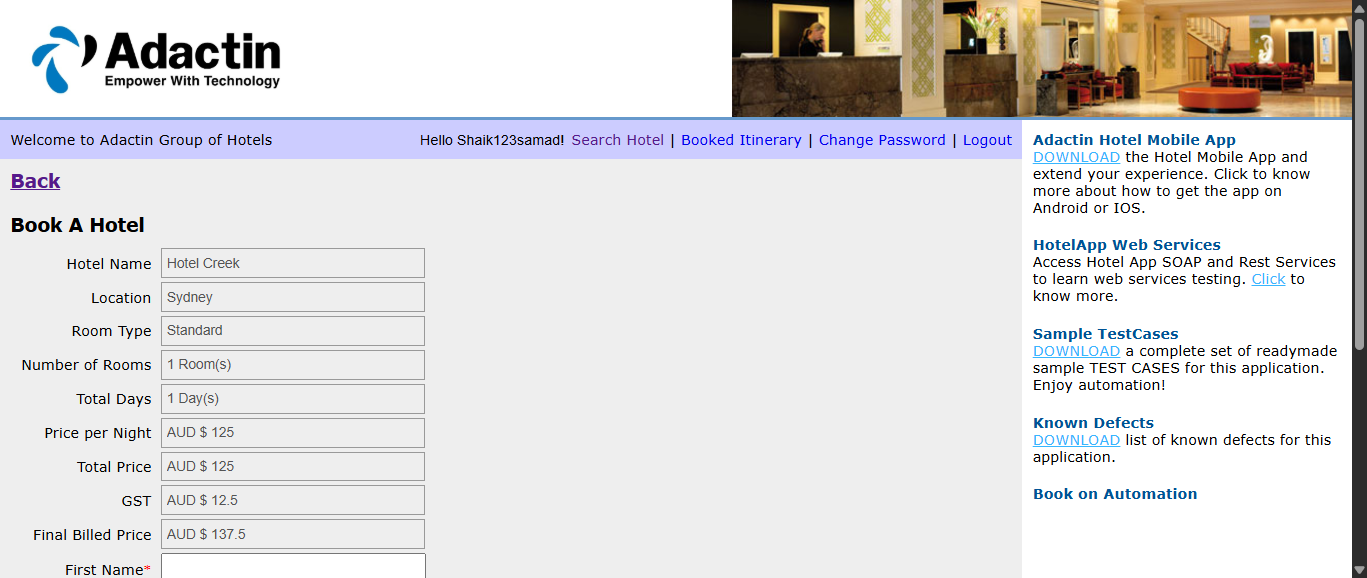 Adactin
Empower With Technology
Welcome to Adactin Group of Hotels
Hello Shaik123samad! Search Hotel | Booked Itinerary | Change Password | Logout
Back
Book A Hotel
Hotel Name Hotel Creek
Location Sydney
Room Type Standard
Number of Rooms 1 Room(s)
Total Days 1 Day(s)
Price per Night AUD $ 125
Total Price AUD $ 125
GST AUD $ 12.5
Final Billed Price AUD $ 137.5
First Name*
Adactin Hotel Mobile App
DOWNLOAD the Hotel Mobile App and
extend your experience. Click to know
more about how to get the app on
Android or IOS.
HotelApp Web Services
Access Hotel App SOAP and Rest Services
to learn web services testing. Click to
know more.
Sample TestCases
DOWNLOAD a complete set of readymade
sample TEST CASES for this application.
Enjoy automation!
Known Defects
DOWNLOAD list of known defects for this
application.
Book on Automation